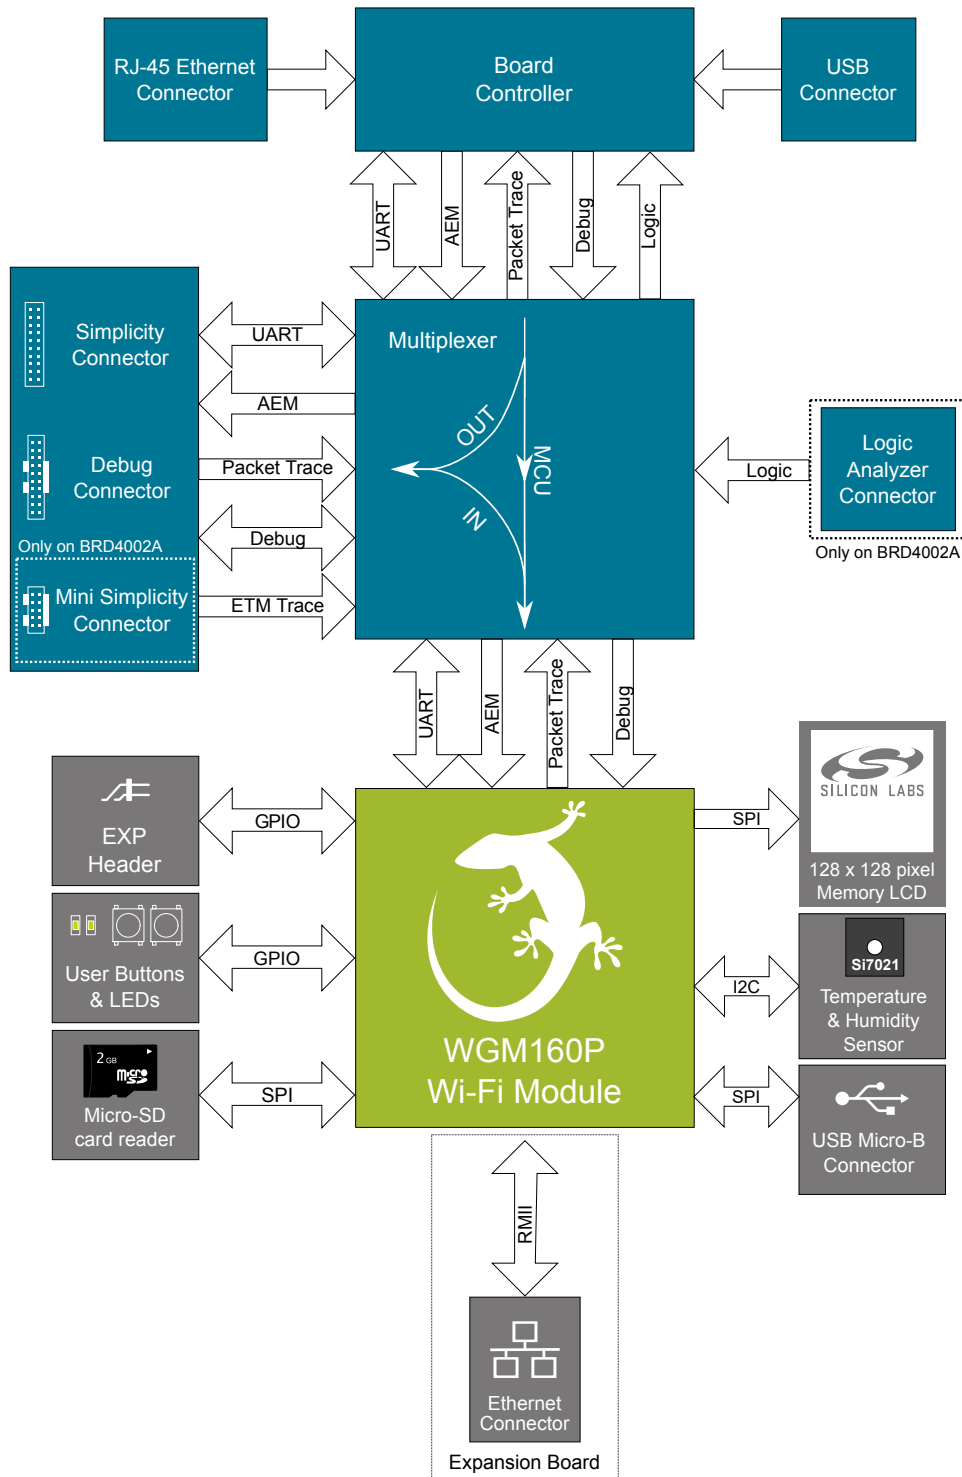 RJ-45 Ethernet
Connector
Board
Controller
USB
Connector
UART
AEM
Packet Trace
Debug
Logic
Simplicity
Connector
Debug
Connector
Only on BRD4002A
Mini Simplicity
Connector
UART
AEM
Packet Trace
Debug
ETM Trace
Multiplexer
OUT
MCU
IN
Logic
Logic
Analyzer
Connector
Only on BRD4002A
UART
AEM
Packet Trace
Debug
EXP
Header
GPIO
User Buttons
& LEDs
GPIO
2 GB
micro
SD
Micro-SD
card reader
SPI
WGM160P
Wi-Fi Module
SPI
SILICON LABS
128 x 128 pixel
Memory LCD
I2C
Si7021
Temperature
& Humidity
Sensor
SPI
USB Micro-B
Connector
RMII
Ethernet
Connector
Expansion Board